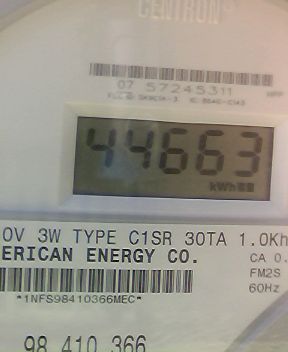 CENTRON
07 57245311
44663
kWh
0V 3W TYPE C1SR 30TA 1.0Kh
ERICAN ENERGY CO.
CA 0.
FM2S
60Hz
*1NFS98410366MEC*
98 410 366